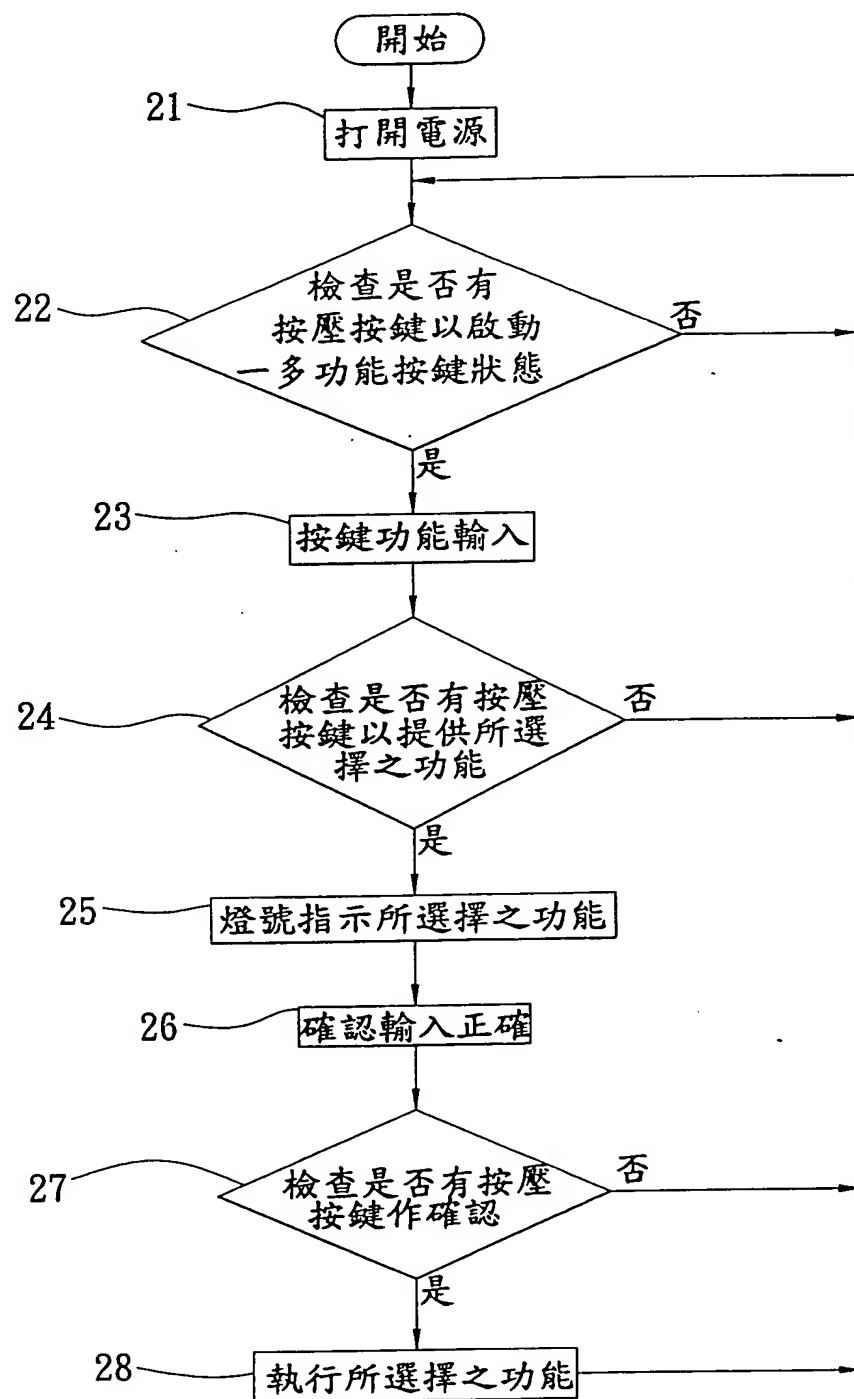 開始
21
打開電源
22
檢查是否有
按壓按鍵以啟動
一多功能按鍵狀態
否
是
23
按鍵功能輸入
24
檢查是否有按壓
按鍵以提供所選
擇之功能
否
是
25
燈號指示所選擇之功能
26
確認輸入正確
27
檢查是否有按壓
按鍵作確認
否
是
28
執行所選擇之功能